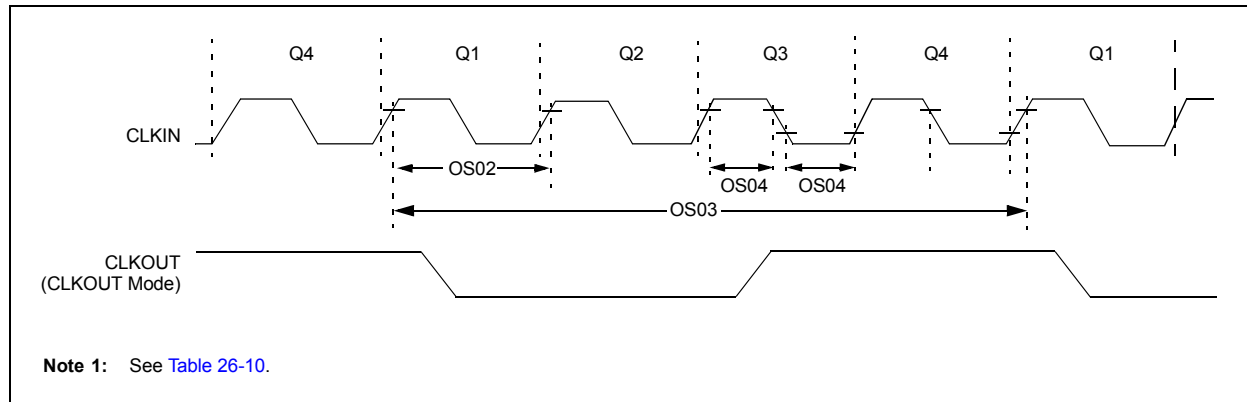 Q4 Q1 Q2 Q3 Q4 Q1
CLKIN
OS02
OS04 OS04
OS03
CLKOUT
(CLKOUT Mode)
Note 1: See Table 26-10.